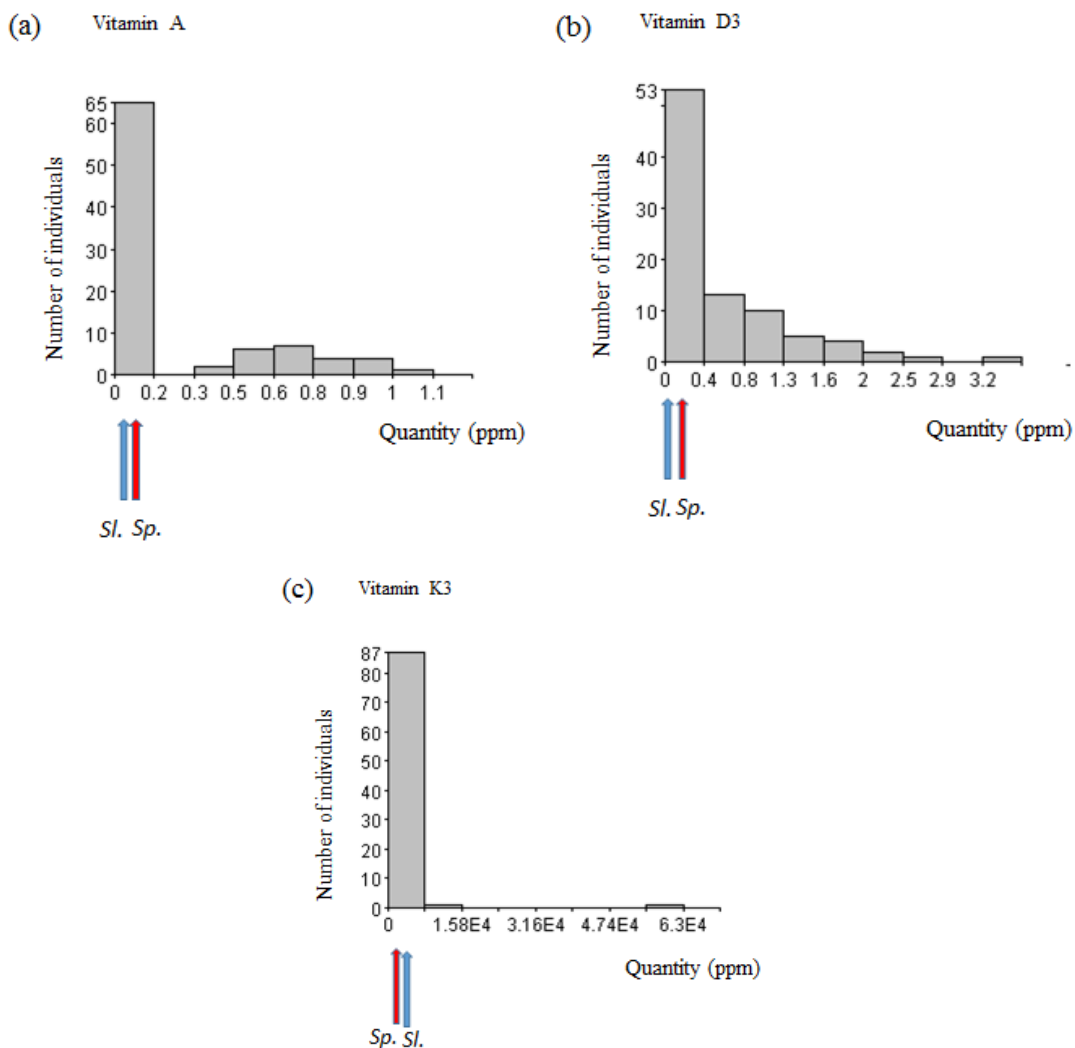 (a) Vitamin A
Number of individuals
65
60
50
40
30
20
10
0
0 0.2 0.3 0.5 0.6 0.8 0.9 1 1.1
Quantity (ppm)
Sl. Sp.
(b) Vitamin D3
Number of individuals
53
40
30
20
10
0
0 0.4 0.8 1.3 1.6 2 2.5 2.9 3.2
Quantity (ppm)
Sl. Sp.
(c) Vitamin K3
Number of individuals
87
80
70
60
50
40
30
20
10
0
0 1.58E4 3.16E4 4.74E4 6.3E4
Quantity (ppm)
Sp. Sl.